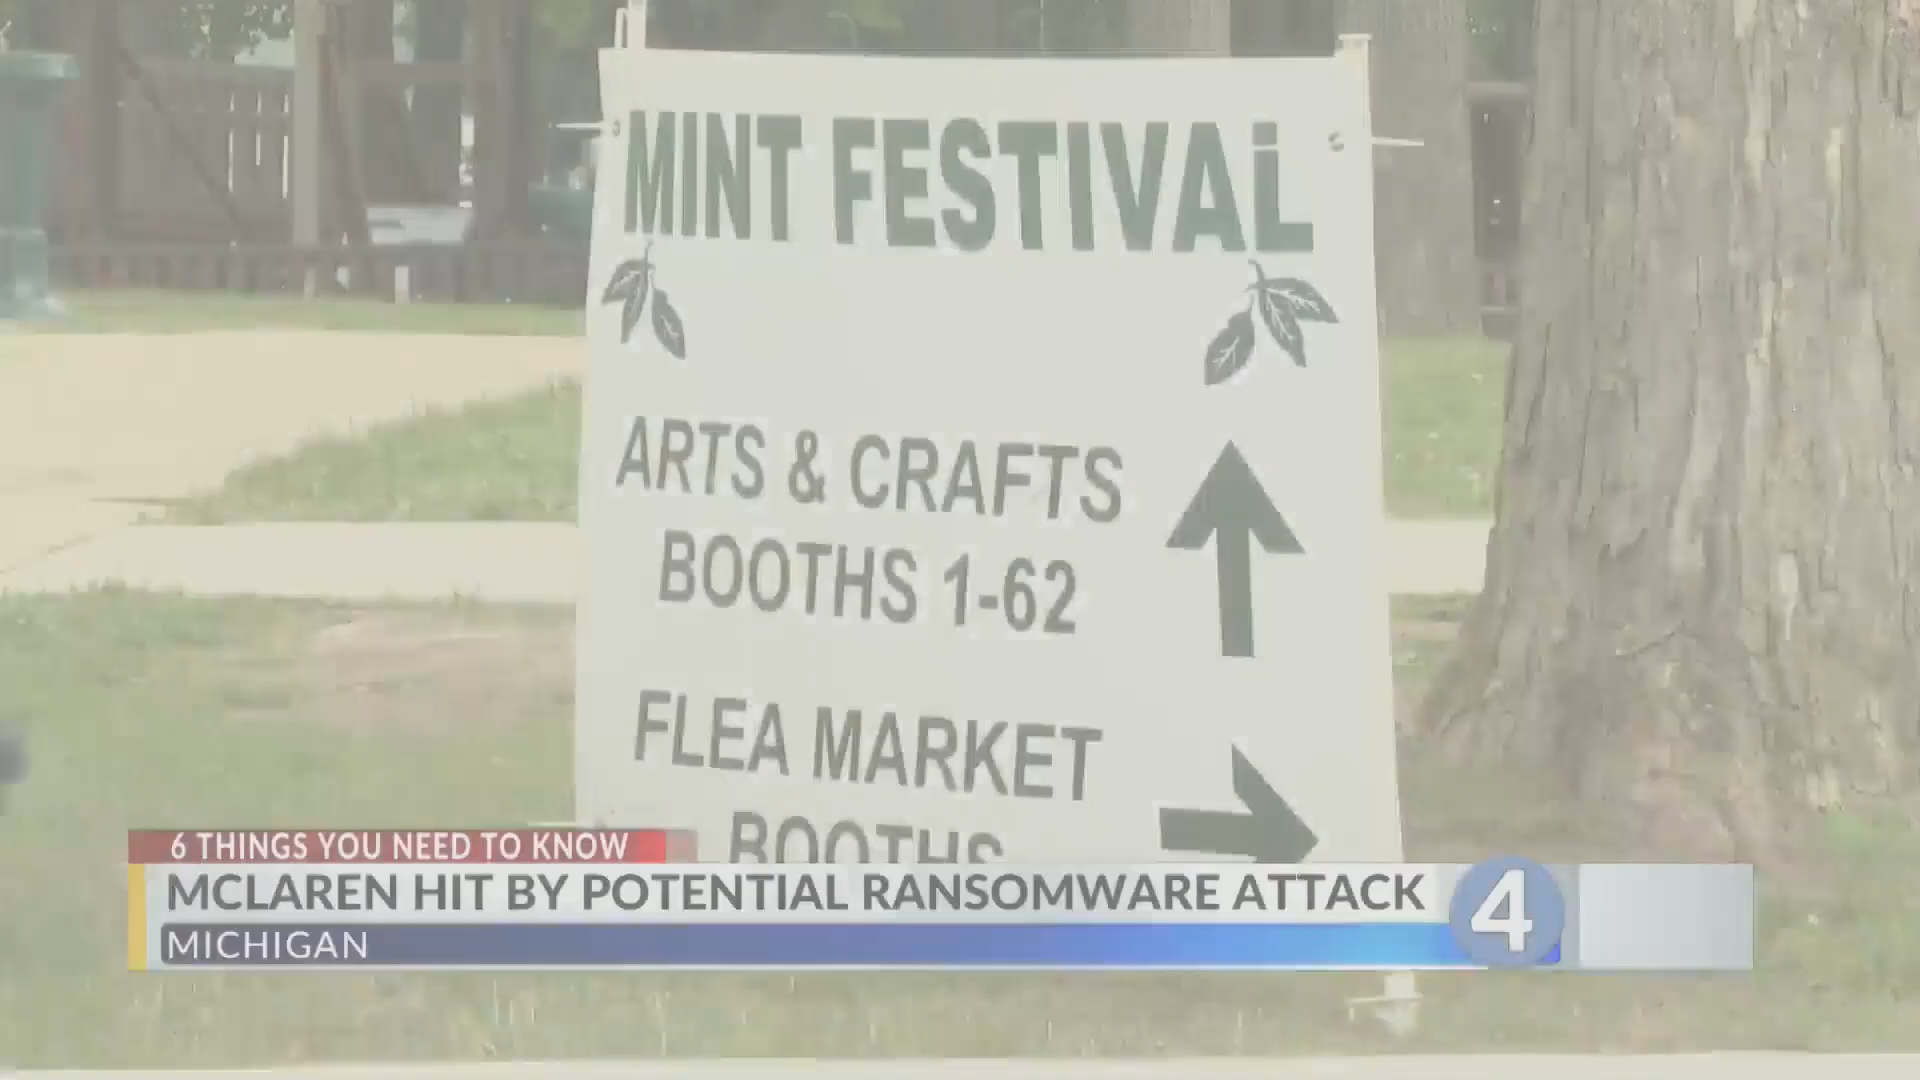 MINT FESTIVAL
ARTS & CRAFTS
BOOTHS 1-62
FLEA MARKET
BOOTHS
6 THINGS YOU NEED TO KNOW
MCLAREN HIT BY POTENTIAL RANSOMWARE ATTACK
4
MICHIGAN